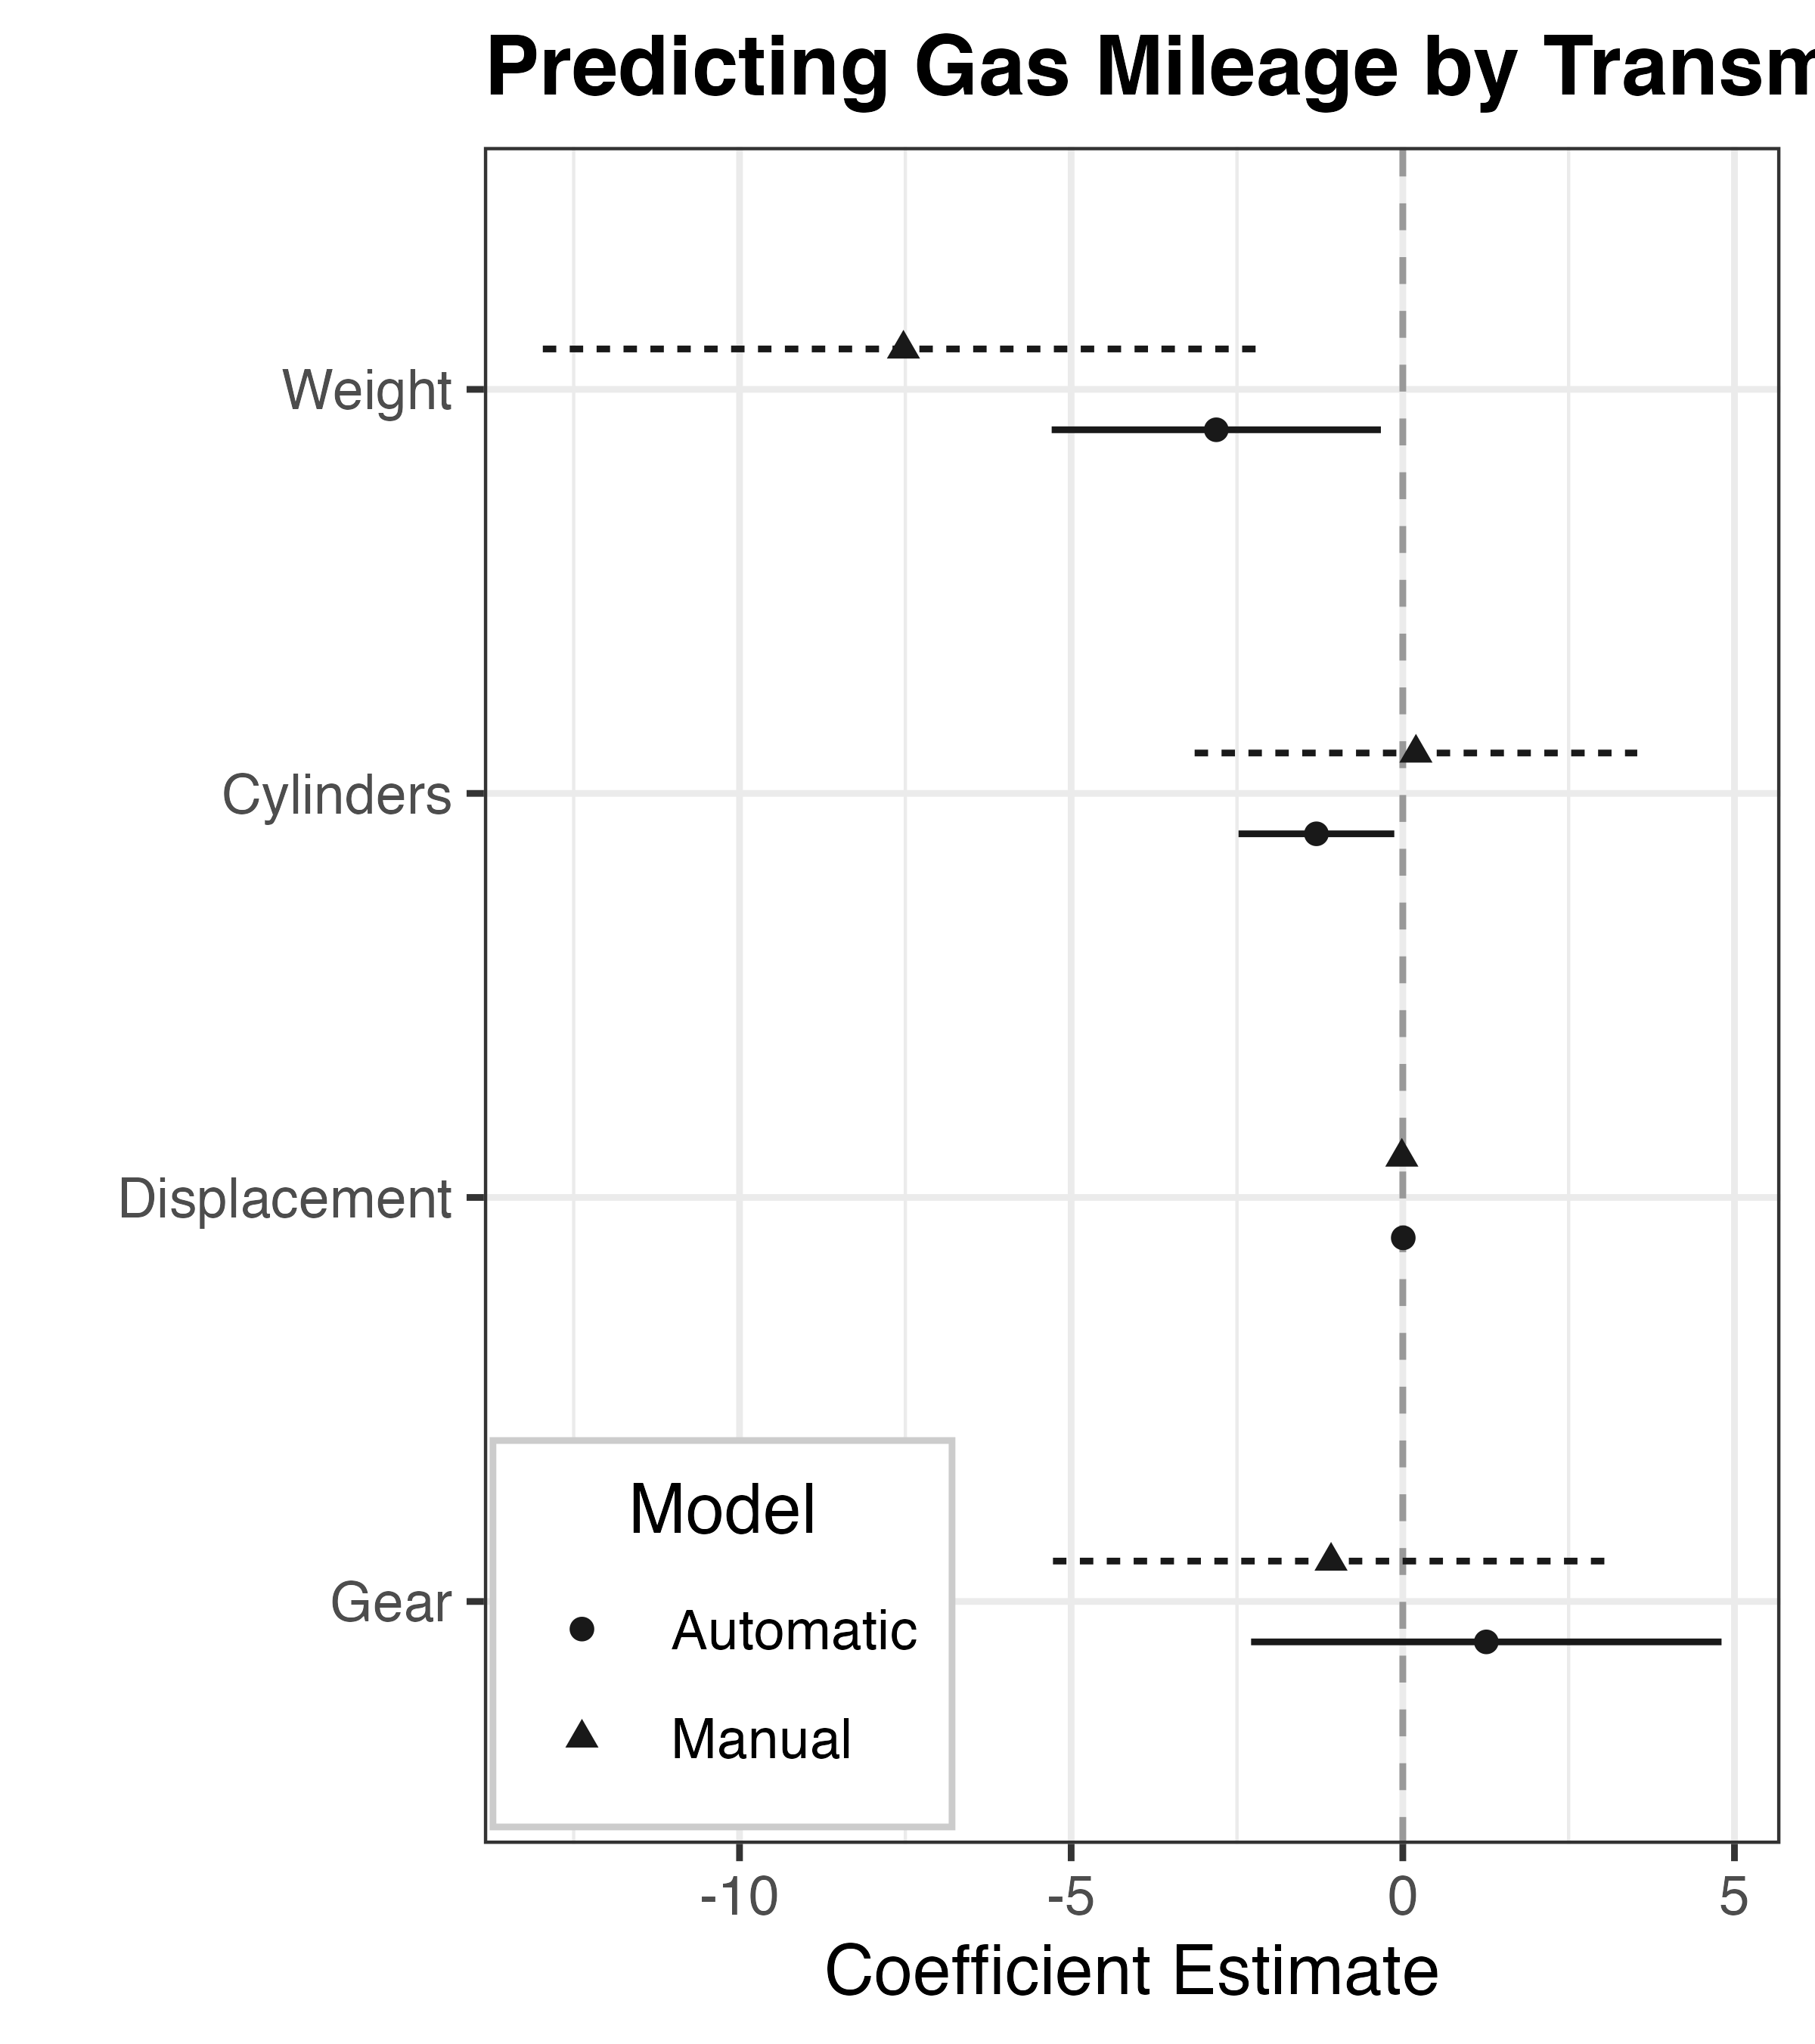 Predicting Gas Mileage by Transm
Weight
Cylinders
Displacement
Gear
Model
Automatic
Manual
-10 -5 0 5
Coefficient Estimate